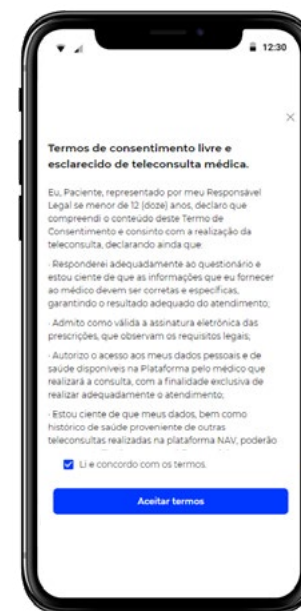 12:30
Termos de consentimento livre e
esclarecido de teleconsulta médica.
Eu, Paciente, representado por meu Responsável
Legal se menor de 12 (doze) anos, declaro que
compreendi o conteúdo deste Termo de
Consentimento e consinto com a realização da
teleconsulta, declarando ainda que:
· Responderei adequadamente ao questionário e
estou ciente de que as informações que eu fornecer
ao médico devem ser corretas e específicas,
garantindo o resultado adequado do atendimento;
· Admito como válida a assinatura eletrônica das
prescrições, que observam os requisitos legais;
· Autorizo o acesso aos meus dados pessoais e de
saúde disponíveis na Plataforma pelo médico que
realizará a consulta, com a finalidade exclusiva de
realizar adequadamente o atendimento;
· Estou ciente de que meus dados, bem como
histórico de saúde proveniente de outras
teleconsultas realizadas na plataforma NAV, poderão
Li e concordo com os termos.
Aceitar termos